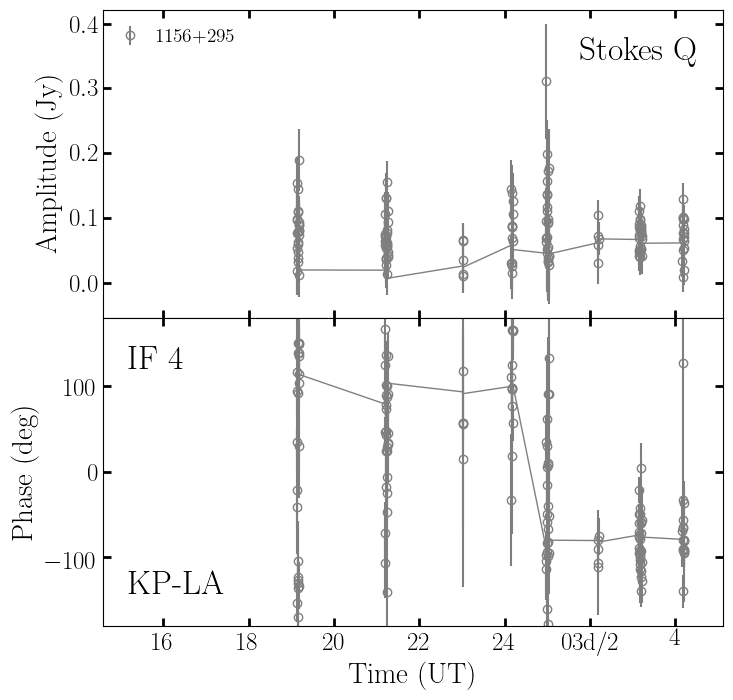 1156+295
Stokes Q
0.4
0.3
0.2
0.1
0.0
Amplitude (Jy)
IF 4
KP-LA
100
0
−100
Phase (deg)
16 18 20 22 24 03d/2 4
Time (UT)